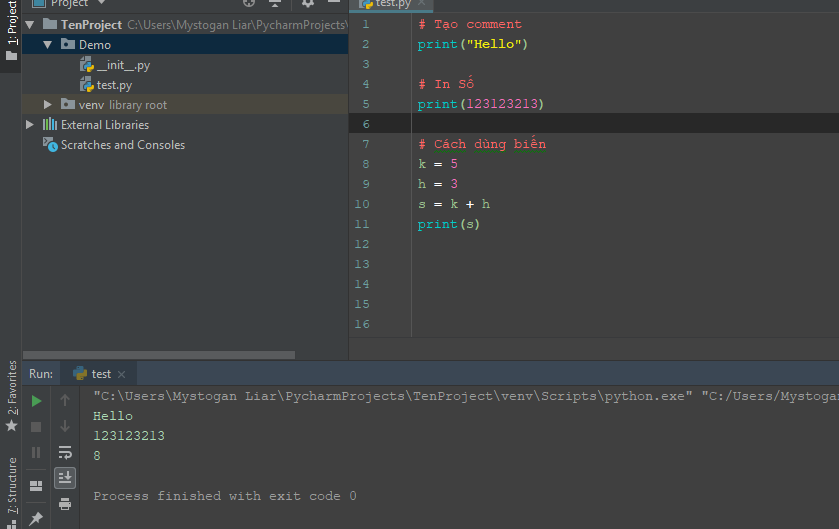 Project
TenProject C:\Users\Mystogan Liar\PycharmProjects\
Demo
__init__.py
test.py
venv library root
External Libraries
Scratches and Consoles
1: Project
2: Favorites
7: Structure
test.py
1 # Tạo comment
2 print("Hello")
3
4 # In Số
5 print(123123213)
6
7 # Cách dùng biến
8 k = 5
9 h = 3
10 s = k + h
11 print(s)
12
13
14
15
16
Run: test
"C:\Users\Mystogan Liar\PycharmProjects\TenProject\venv\Scripts\python.exe" "C:/Users/Mystogan
Hello
123123213
8
Process finished with exit code 0